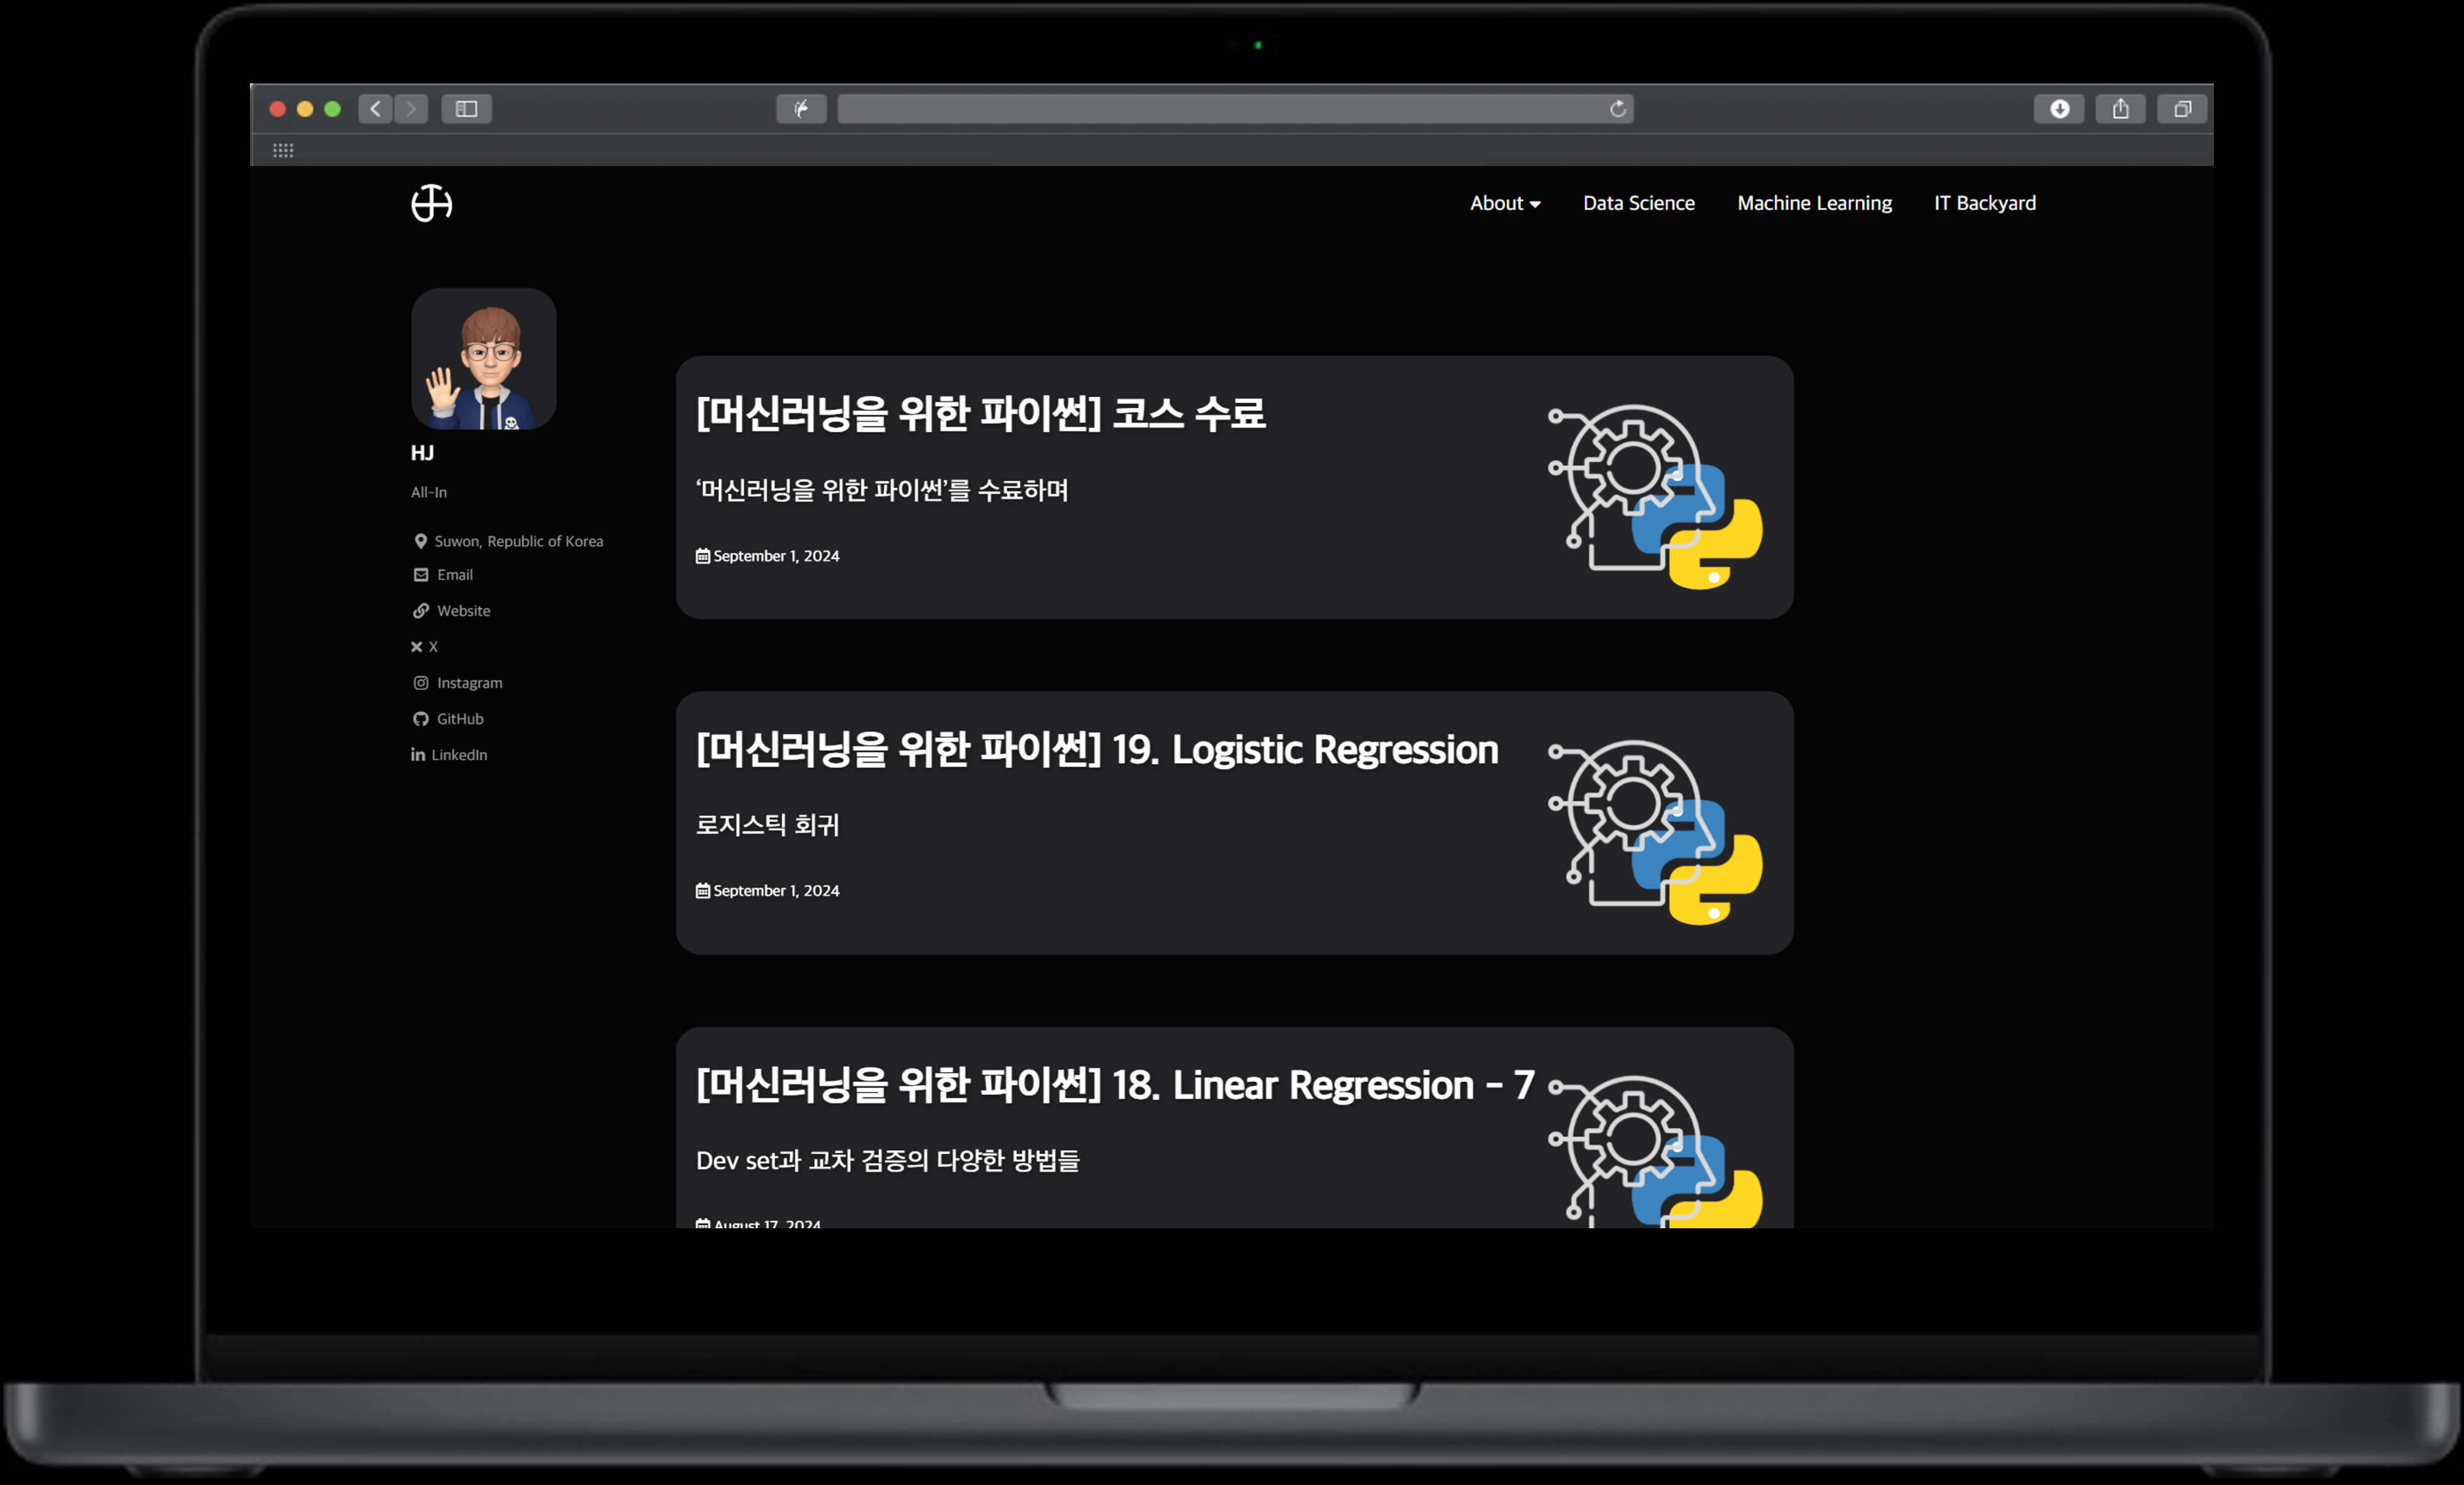 About
Data Science
Machine Learning
IT Backyard
HJ
All-In
Suwon, Republic of Korea
Email
Website
X
Instagram
GitHub
LinkedIn
[머신러닝을 위한 파이썬] 코스 수료
‘머신러닝을 위한 파이썬’를 수료하며
September 1, 2024
[머신러닝을 위한 파이썬] 19. Logistic Regression
로지스틱 회귀
September 1, 2024
[머신러닝을 위한 파이썬] 18. Linear Regression - 7
Dev set과 교차 검증의 다양한 방법들
August 17, 2024